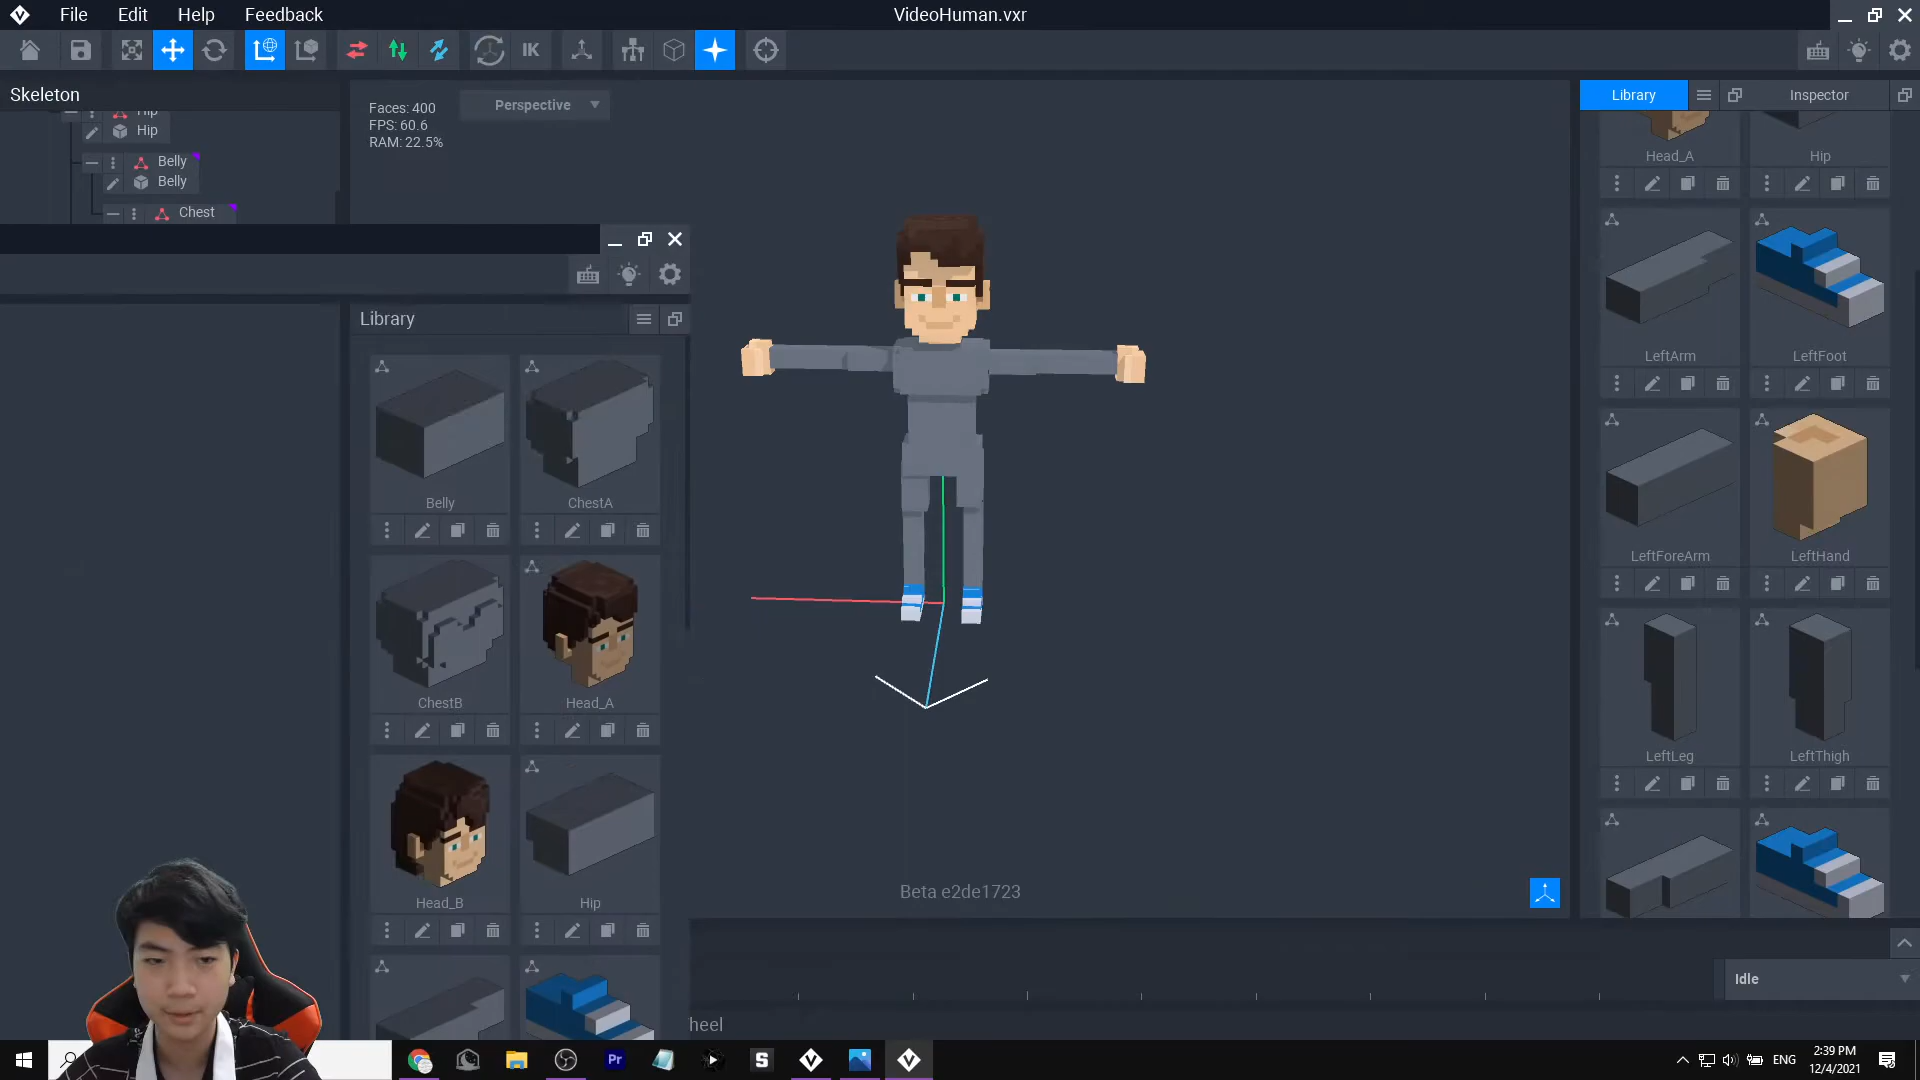 File Edit Help Feedback
VideoHuman.vxr
IK
Skeleton
Hip
Hip
Belly
Belly
Chest
Faces: 400
FPS: 60.6
RAM: 22.5%
Perspective
Library
Inspector
Head_A
Hip
LeftArm
LeftFoot
LeftForeArm
LeftHand
LeftLeg
LeftThigh
Library
Belly
ChestA
ChestB
Head_A
Head_B
Hip
Beta e2de1723
Idle
heel
Pr
S
ENG
2:39 PM
12/4/2021